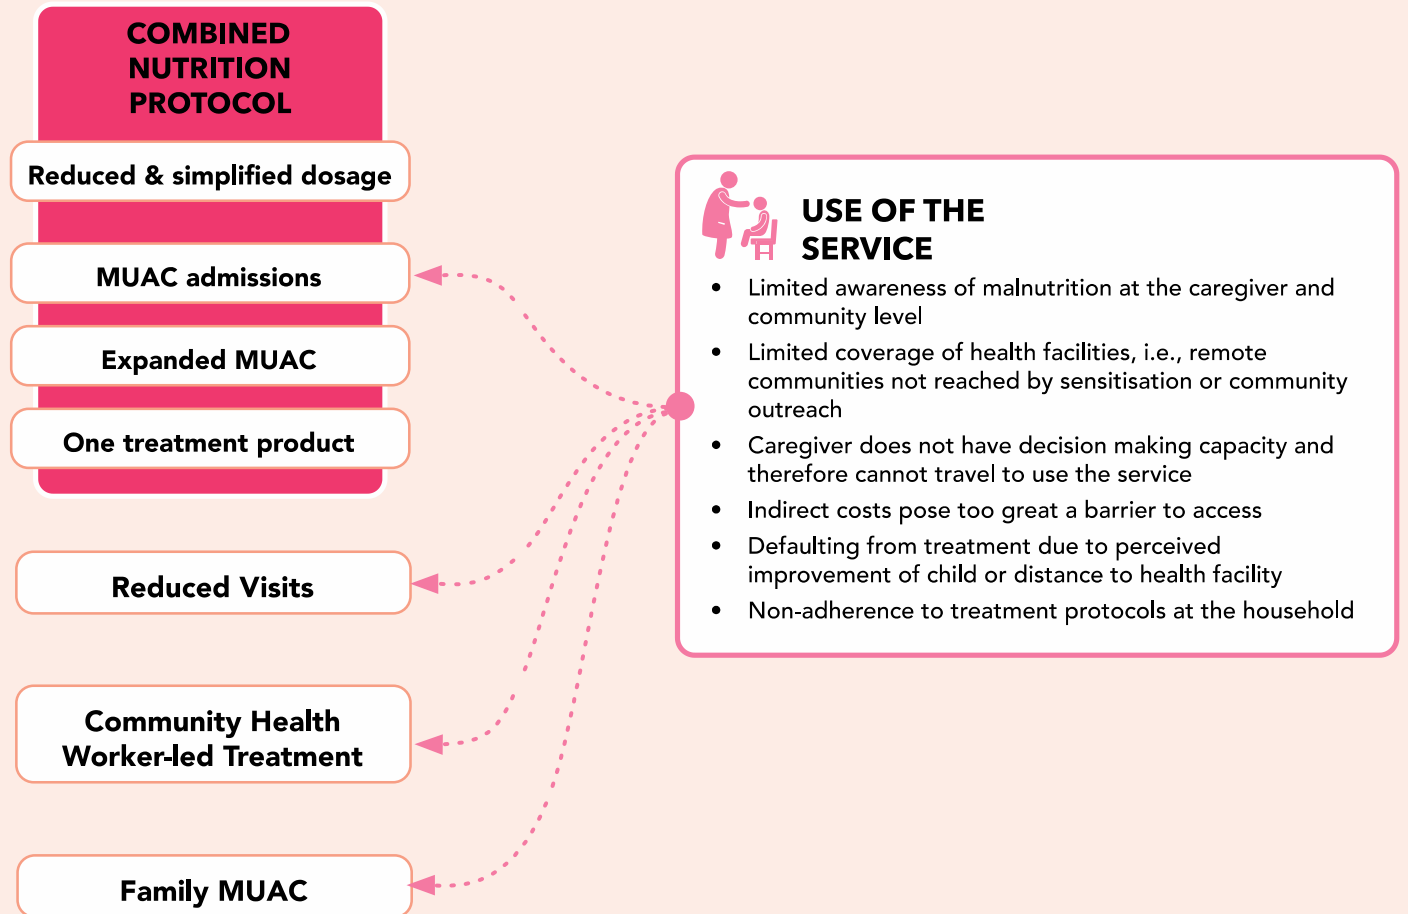 COMBINED
NUTRITION
PROTOCOL
Reduced & simplified dosage
MUAC admissions
Expanded MUAC
One treatment product
Reduced Visits
Community Health
Worker-led Treatment
Family MUAC
USE OF THE
SERVICE
• Limited awareness of malnutrition at the caregiver and
community level
• Limited coverage of health facilities, i.e., remote
communities not reached by sensitisation or community
outreach
• Caregiver does not have decision making capacity and
therefore cannot travel to use the service
• Indirect costs pose too great a barrier to access
• Defaulting from treatment due to perceived
improvement of child or distance to health facility
• Non-adherence to treatment protocols at the household